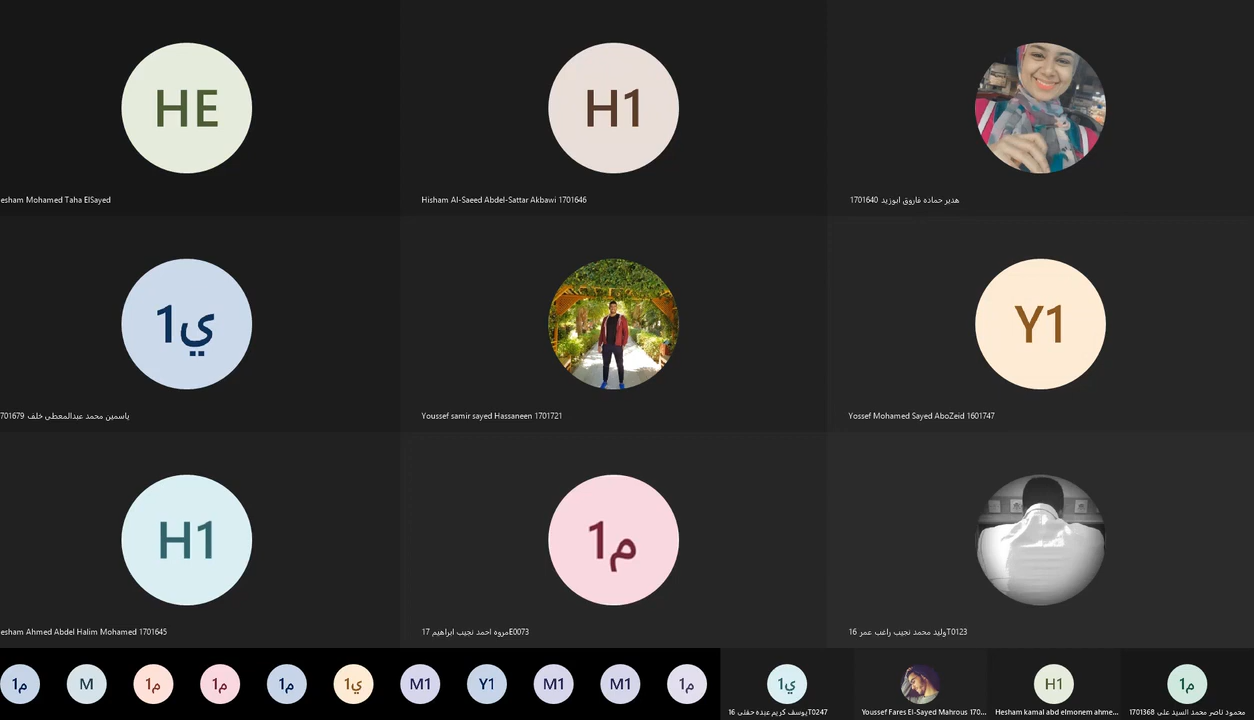 HE
esham Mohamed Taha ElSayed
H1
Hisham Al-Saeed Abdel-Sattar Akbawi 1701646
هدير حماده فاروق ابوزيد 1701640
ي1
ياسمين محمد عبدالمعطي خلف 701679
Youssef samir sayed Hassaneen 1701721
Y1
Yossef Mohamed Sayed AboZeid 1601747
H1
esham Ahmed Abdel Halim Mohamed 1701645
م1
مروه احمد نجيب ابراهيم 17E0073
وليد محمد نجيب راغب عمر 16T0123
م1
M
م1
م1
م1
ي1
M1
Y1
M1
M1
م1
ي1
يوسف كريم عبده حفني 16T0247
Youssef Fares El-Sayed Mahrous 170...
H1
Hesham kamal abd elmonem ahme...
م1
محمود ناصر محمد السيد علي 1701368